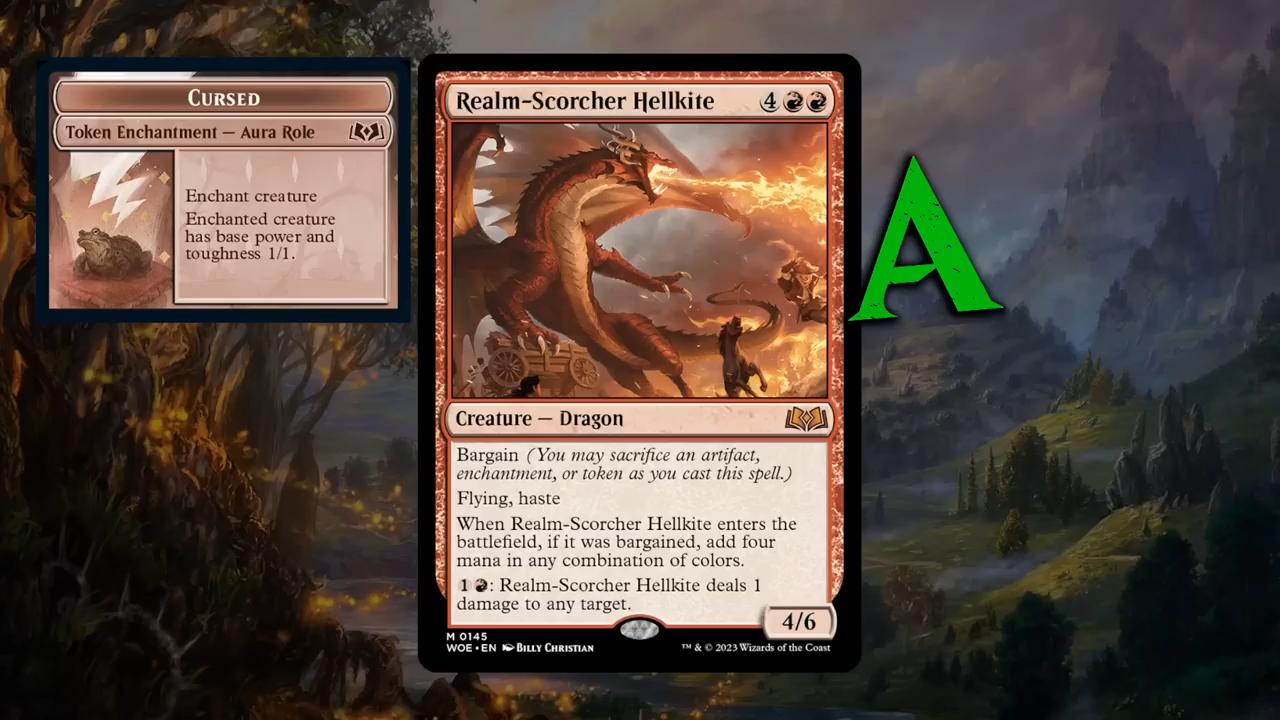 Cursed
Token Enchantment — Aura Role
Enchant creature
Enchanted creature
has base power and
toughness 1/1.
Realm-Scorcher Hellkite 4
Creature — Dragon
Bargain (You may sacrifice an artifact,
enchantment, or token as you cast this spell.)
Flying, haste
When Realm-Scorcher Hellkite enters the
battlefield, if it was bargained, add four
mana in any combination of colors.
1 : Realm-Scorcher Hellkite deals 1
damage to any target.
4/6
M 0145
WOE • EN Billy Christian
™ & © 2023 Wizards of the Coast
A